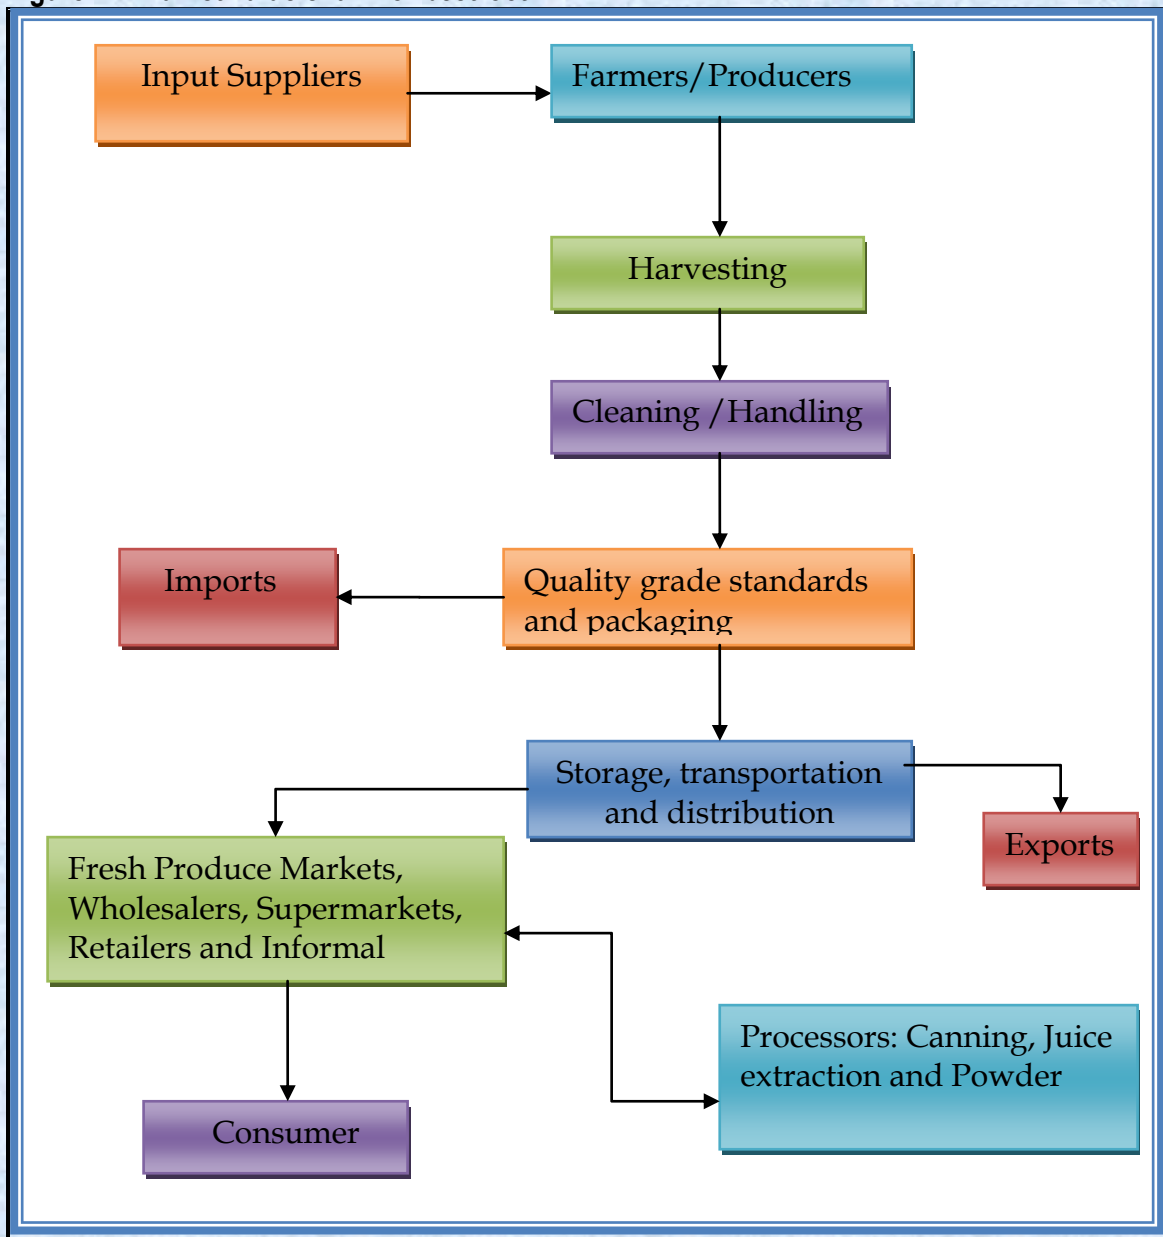 Input Suppliers
Farmers/Producers
Harvesting
Cleaning /Handling
Imports
Quality grade standards
and packaging
Storage, transportation
and distribution
Exports
Fresh Produce Markets,
Wholesalers, Supermarkets,
Retailers and Informal
Processors: Canning, Juice
extraction and Powder
Consumer